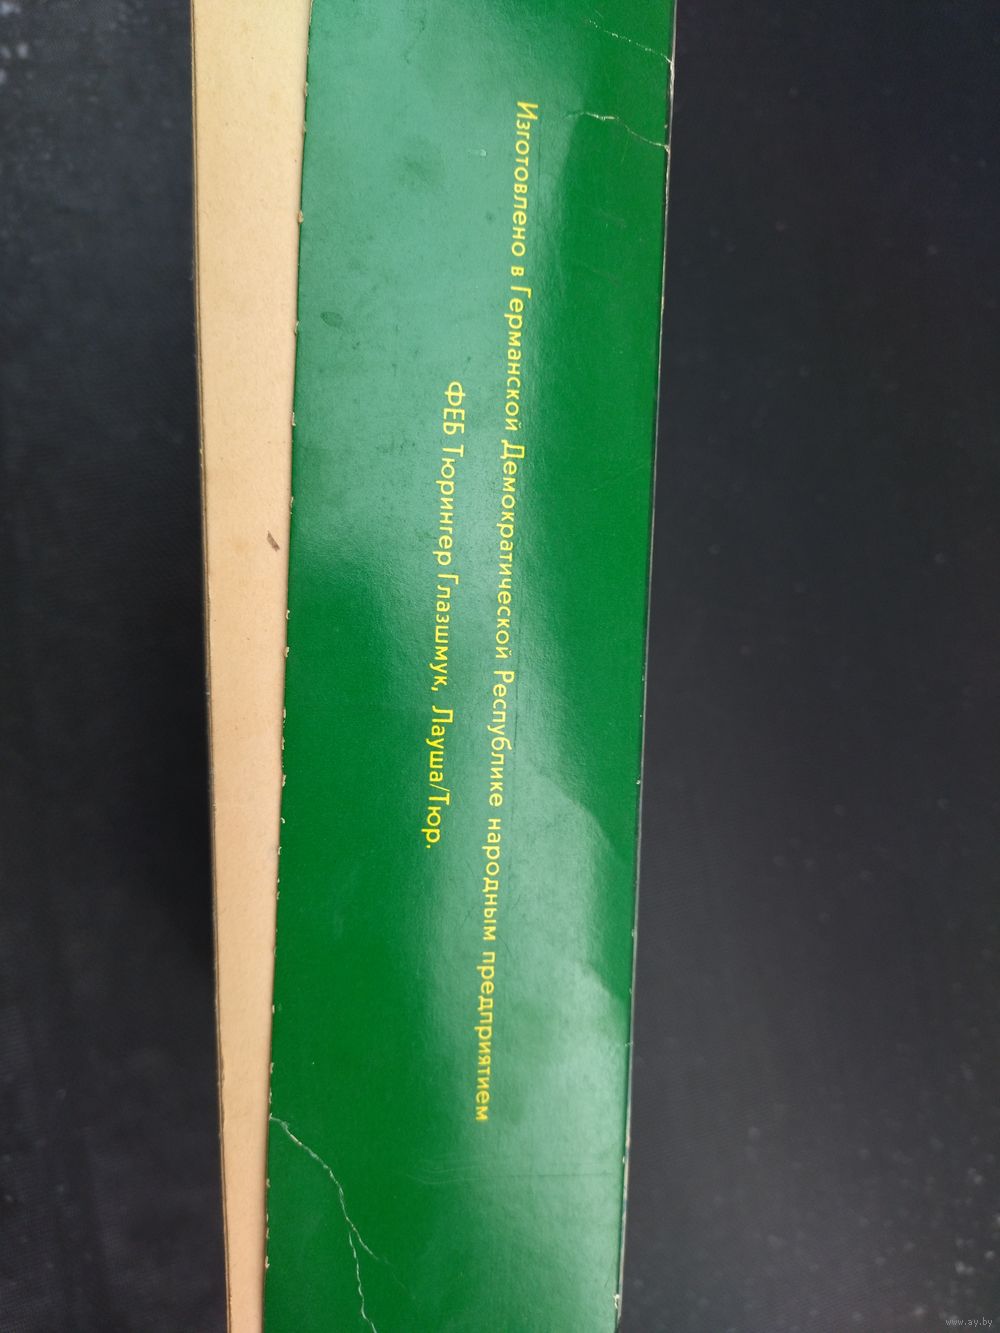 Изготовлено в Германской Демократической Республике народным предприятием
ФЕБ Тюрингер Глазшмук, Лауша/Тюр.
www.ay.by